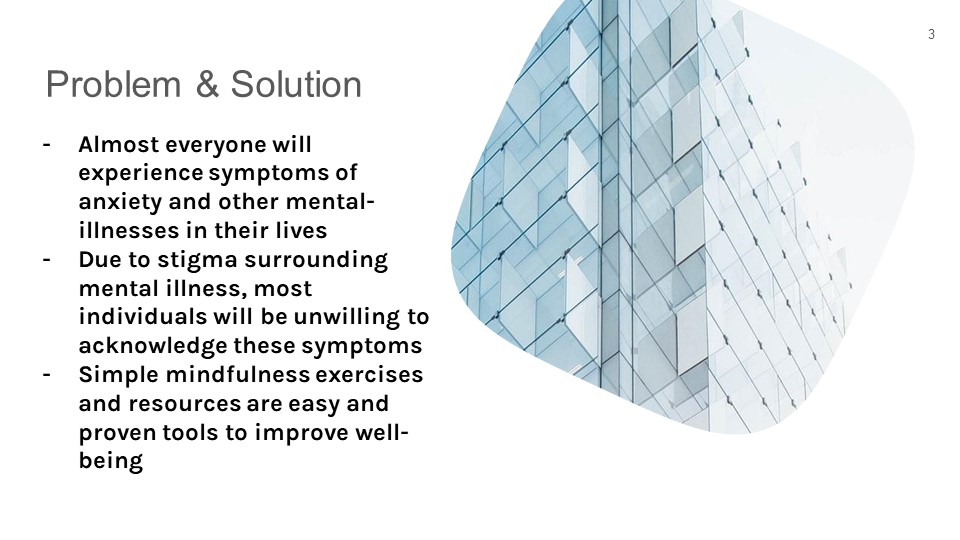 3
Problem & Solution
- Almost everyone will
experience symptoms of
anxiety and other mental-
illnesses in their lives
- Due to stigma surrounding
mental illness, most
individuals will be unwilling to
acknowledge these symptoms
- Simple mindfulness exercises
and resources are easy and
proven tools to improve well-
being